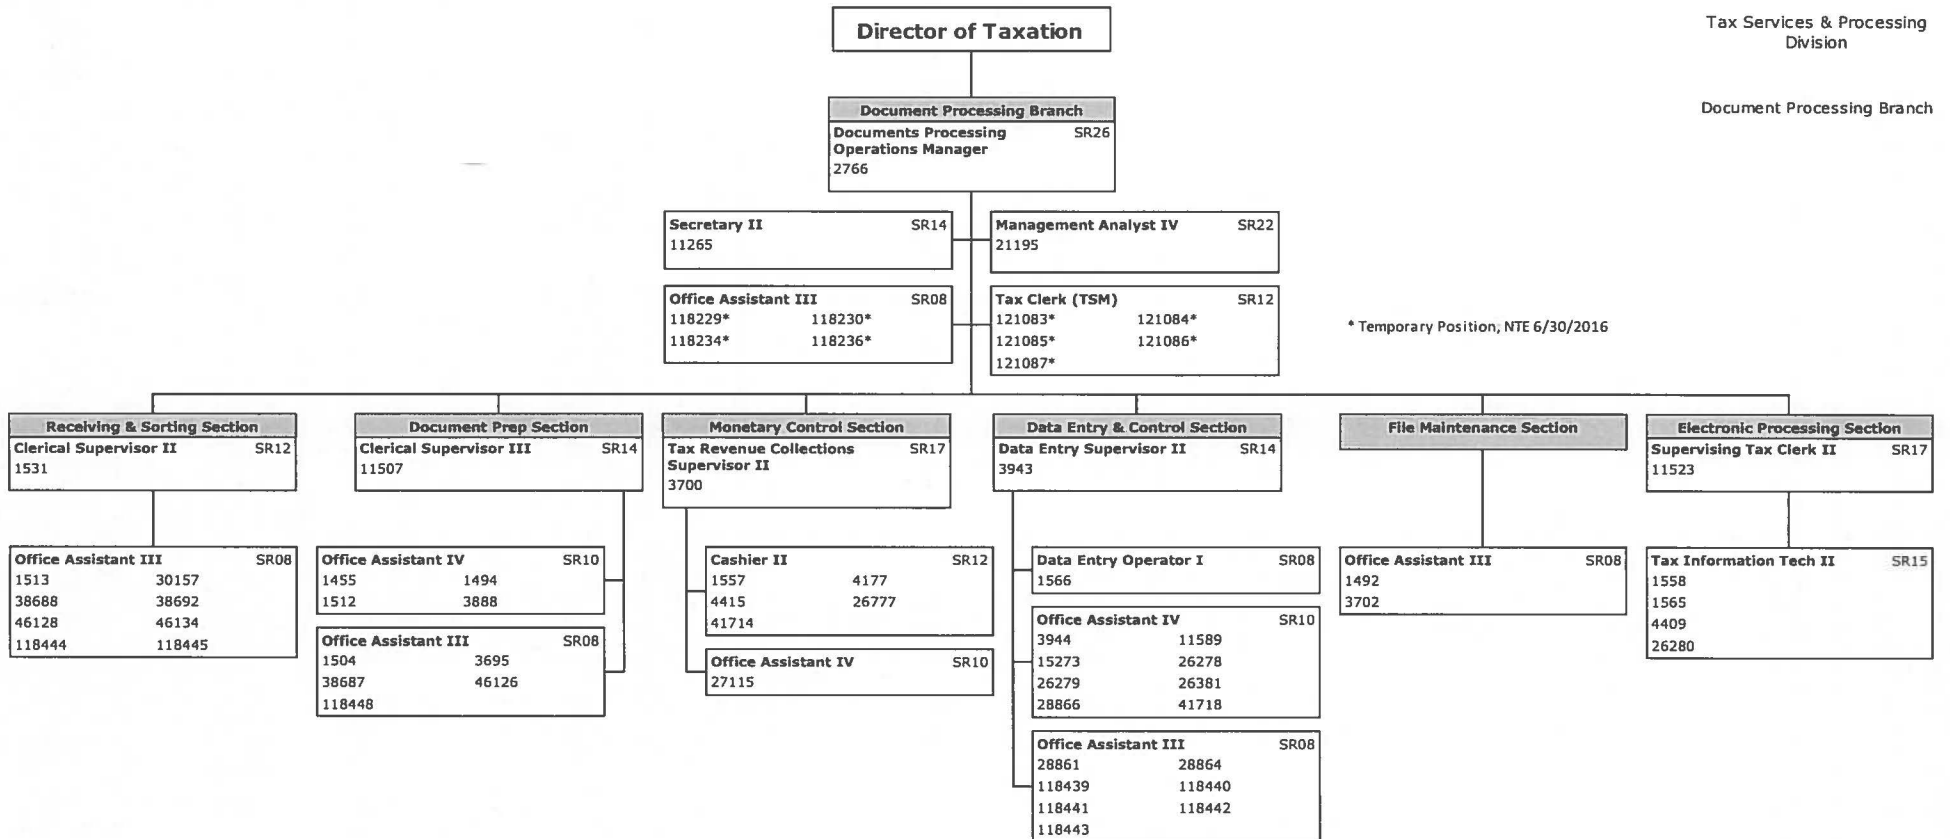 Director of Taxation
Tax Services & Processing
Division
Document Processing Branch
Document Processing Branch
Documents Processing SR26
Operations Manager
2766
Secretary II SR14
11265
Management Analyst IV SR22
21195
Office Assistant III SR08
118229* 118230*
118234* 118236*
Tax Clerk (TSM) SR12
121083* 121084*
121085* 121086*
121087*
* Temporary Position, NTE 6/30/2016
Receiving & Sorting Section
Clerical Supervisor II SR12
1531
Office Assistant III SR08
1513 30157
38688 38692
46128 46134
118444 118445
Document Prep Section
Clerical Supervisor III SR14
11507
Office Assistant IV SR10
1455 1494
1512 3888
Office Assistant III SR08
1504 3695
38687 46126
118448
Monetary Control Section
Tax Revenue Collections SR17
Supervisor II
3700
Cashier II SR12
1557 4177
4415 26777
41714
Office Assistant IV SR10
27115
Data Entry & Control Section
Data Entry Supervisor II SR14
3943
Data Entry Operator I SR08
1566
Office Assistant IV SR10
3944 11589
15273 26278
26279 26381
28866 41718
Office Assistant III SR08
28861 28864
118439 118440
118441 118442
118443
File Maintenance Section
Office Assistant III SR08
1492
3702
Electronic Processing Section
Supervising Tax Clerk II SR17
11523
Tax Information Tech II SR15
1558
1565
4409
26280